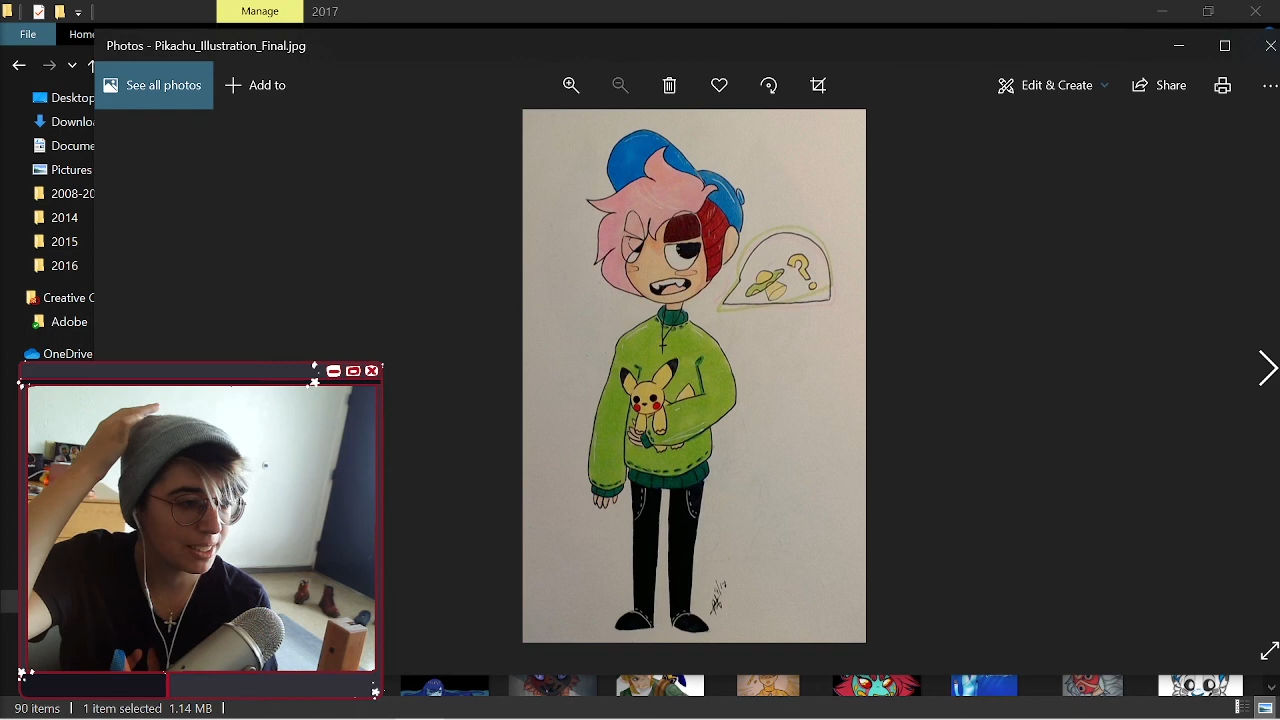 Manage 2017
File Home
Photos - Pikachu_Illustration_Final.jpg
See all photos Add to Edit & Create Share
Desktop
Downlo
Docume
Pictures
2008-20
2014
2015
2016
Creative C
Adobe
OneDrive
?
90 items 1 item selected 1.14 MB